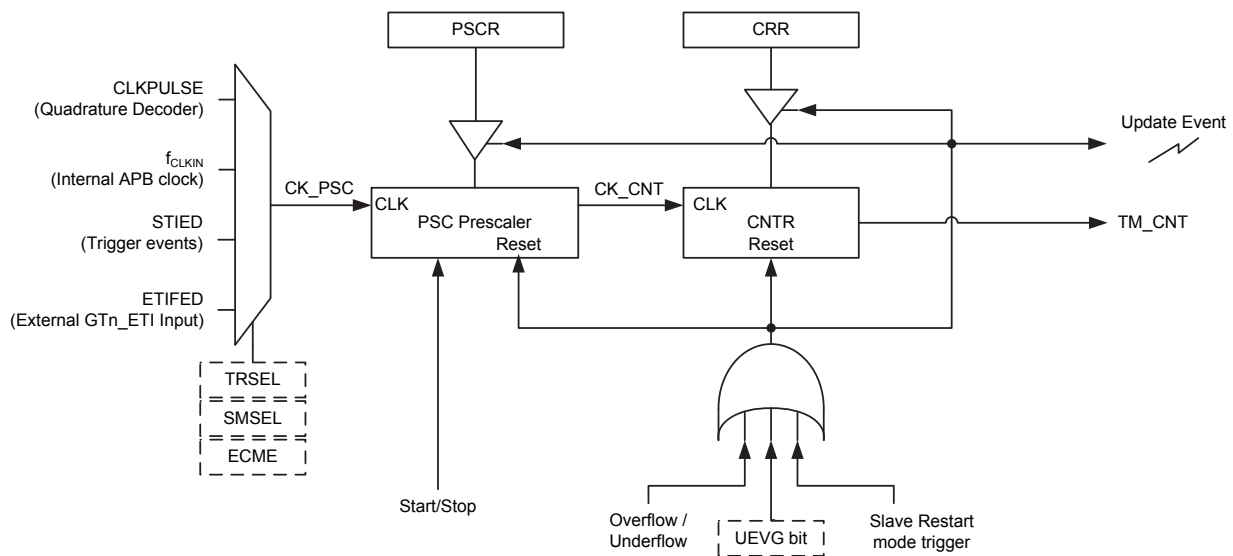 PSCR
CRR
CLKPULSE
(Quadrature Decoder)
fCLKIN
(Internal APB clock)
STIED
(Trigger events)
ETIFED
(External GTn_ETI Input)
TRSEL
SMSEL
ECME
CK_PSC
CLK
PSC Prescaler
Reset
CK_CNT
CLK
CNTR
Reset
Update Event
TM_CNT
Start/Stop
Overflow /
Underflow
UEVG bit
Slave Restart
mode trigger